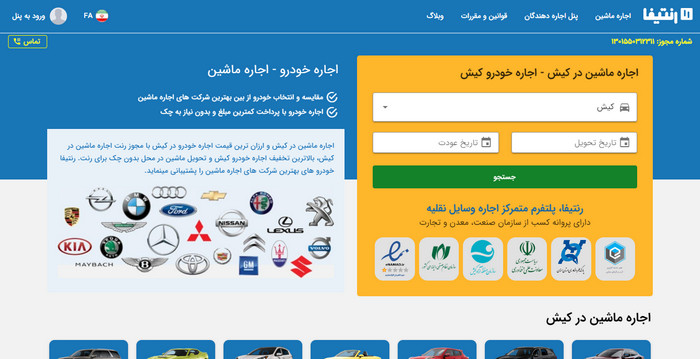 رنتیفا
اجاره ماشین
پنل اجاره دهندگان
قوانین و مقررات
وبلاگ
FA
ورود به پنل
شماره مجوز: ۱۳۰۱۵۵۰۳۱۲۳۱۱
تماس
اجاره ماشین در کیش - اجاره خودرو کیش
کیش
تاریخ تحویل
تاریخ عودت
جستجو
رنتیفا، پلتفرم متمرکز اجاره وسایل نقلیه
دارای پروانه کسب از سازمان صنعت، معدن و تجارت
اجاره خودرو - اجاره ماشین
مقایسه و انتخاب خودرو از بین بهترین شرکت های اجاره ماشین
اجاره خودرو با پرداخت کمترین مبلغ و بدون نیاز به چک
اجاره ماشین در کیش و ارزان ترین قیمت اجاره خودرو در کیش با مجوز رنت اجاره ماشین در
کیش، بالاترین تخفیف اجاره خودرو کیش و تحویل ماشین در محل بدون چک برای رنت. رنتیفا
خودرو های بهترین شرکت های اجاره ماشین را پشتیبانی مینماید.
OPEL
Ford
NISSAN
LEXUS
KIA
MAYBACH
GM
VOLVO
اجاره ماشین در کیش